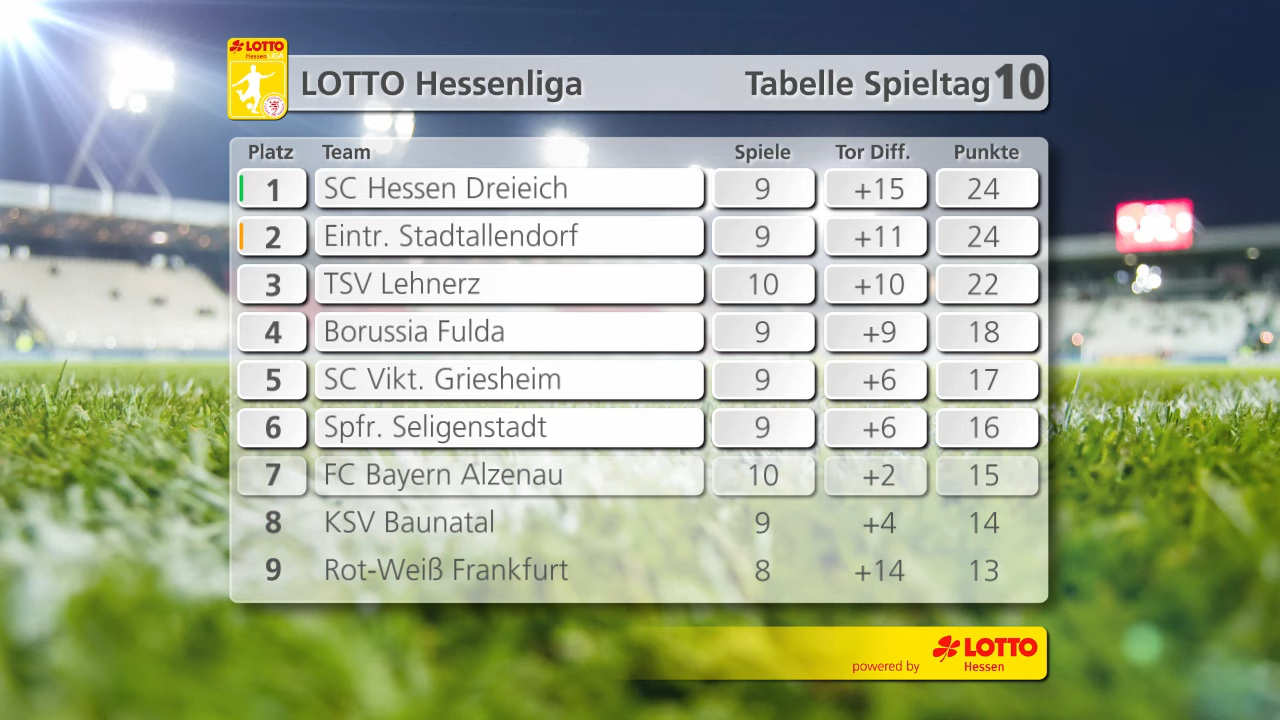 LOTTO
Hessen LIGA
LOTTO Hessenliga Tabelle Spieltag 10
Platz Team Spiele Tor Diff. Punkte
1 SC Hessen Dreieich 9 +15 24
2 Eintr. Stadtallendorf 9 +11 24
3 TSV Lehnerz 10 +10 22
4 Borussia Fulda 9 +9 18
5 SC Vikt. Griesheim 9 +6 17
6 Spfr. Seligenstadt 9 +6 16
7 FC Bayern Alzenau 10 +2 15
8 KSV Baunatal 9 +4 14
9 Rot-Weiß Frankfurt 8 +14 13
powered by LOTTO
Hessen